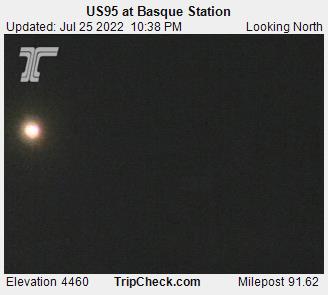 US95 at Basque Station
Updated: Jul 25 2022 10:38 PM Looking North
Elevation 4460 TripCheck.com Milepost 91.62